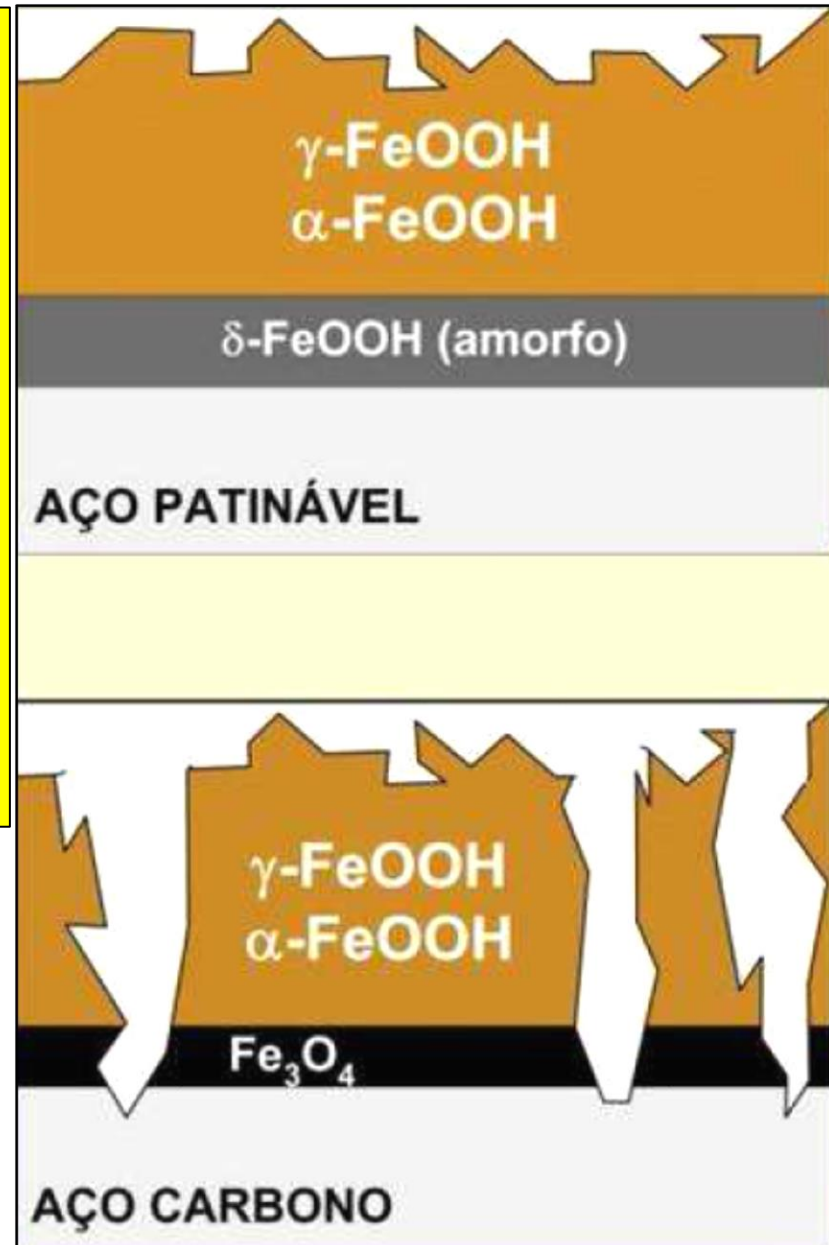 γ-FeOOH
α-FeOOH
δ-FeOOH (amorfo)
AÇO PATINÁVEL
γ-FeOOH
α-FeOOH
Fe₃O₄
AÇO CARBONO